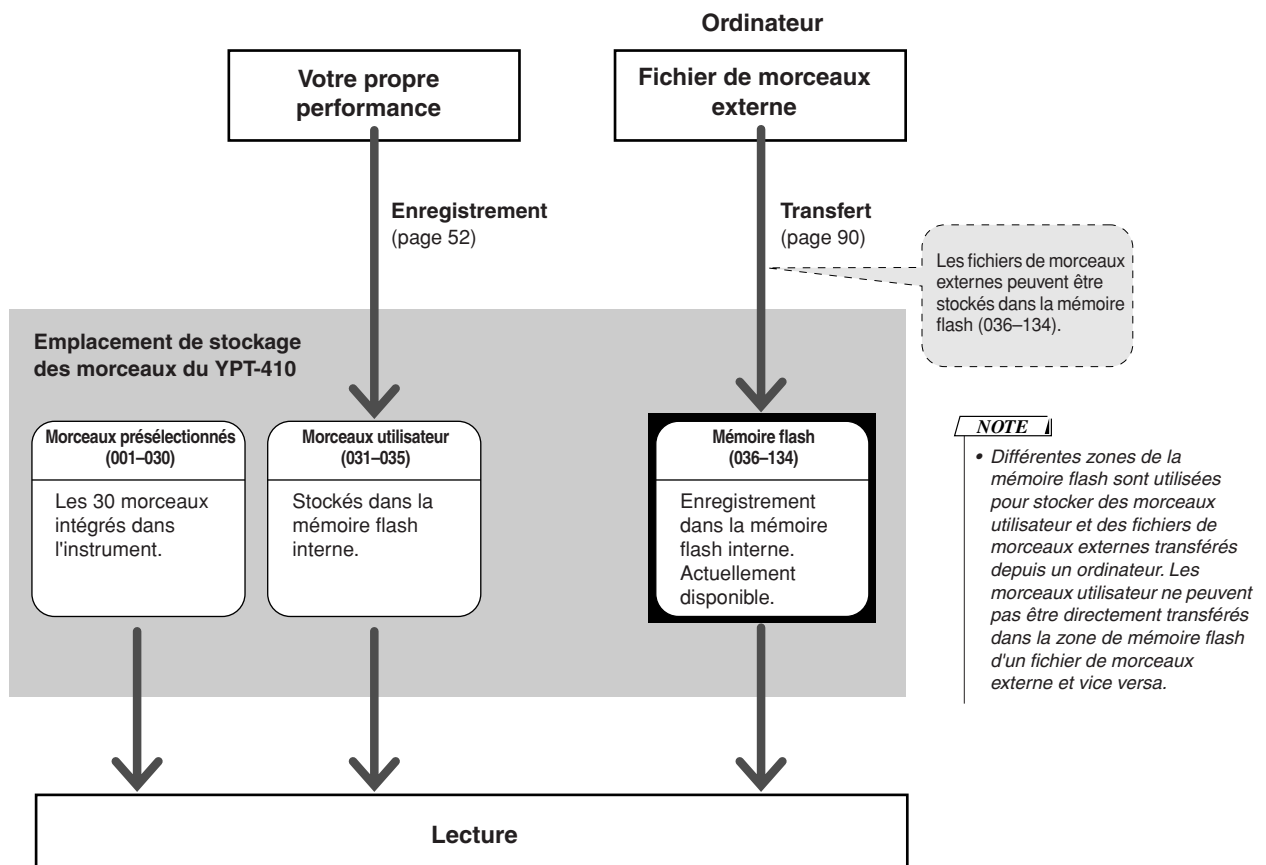 Ordinateur
Votre propre
performance
Fichier de morceaux
externe
Enregistrement
(page 52)
Transfert
(page 90)
Les fichiers de morceaux
externes peuvent être
stockés dans la mémoire
flash (036–134).
Emplacement de stockage
des morceaux du YPT-410
Morceaux présélectionnés
(001–030)
Les 30 morceaux
intégrés dans
l'instrument.
Morceaux utilisateur
(031–035)
Stockés dans la
mémoire flash
interne.
Mémoire flash
(036–134)
Enregistrement
dans la mémoire
flash interne.
Actuellement
disponible.
NOTE
• Différentes zones de la
mémoire flash sont utilisées
pour stocker des morceaux
utilisateur et des fichiers de
morceaux externes transférés
depuis un ordinateur. Les
morceaux utilisateur ne peuvent
pas être directement transférés
dans la zone de mémoire flash
d'un fichier de morceaux
externe et vice versa.
Lecture